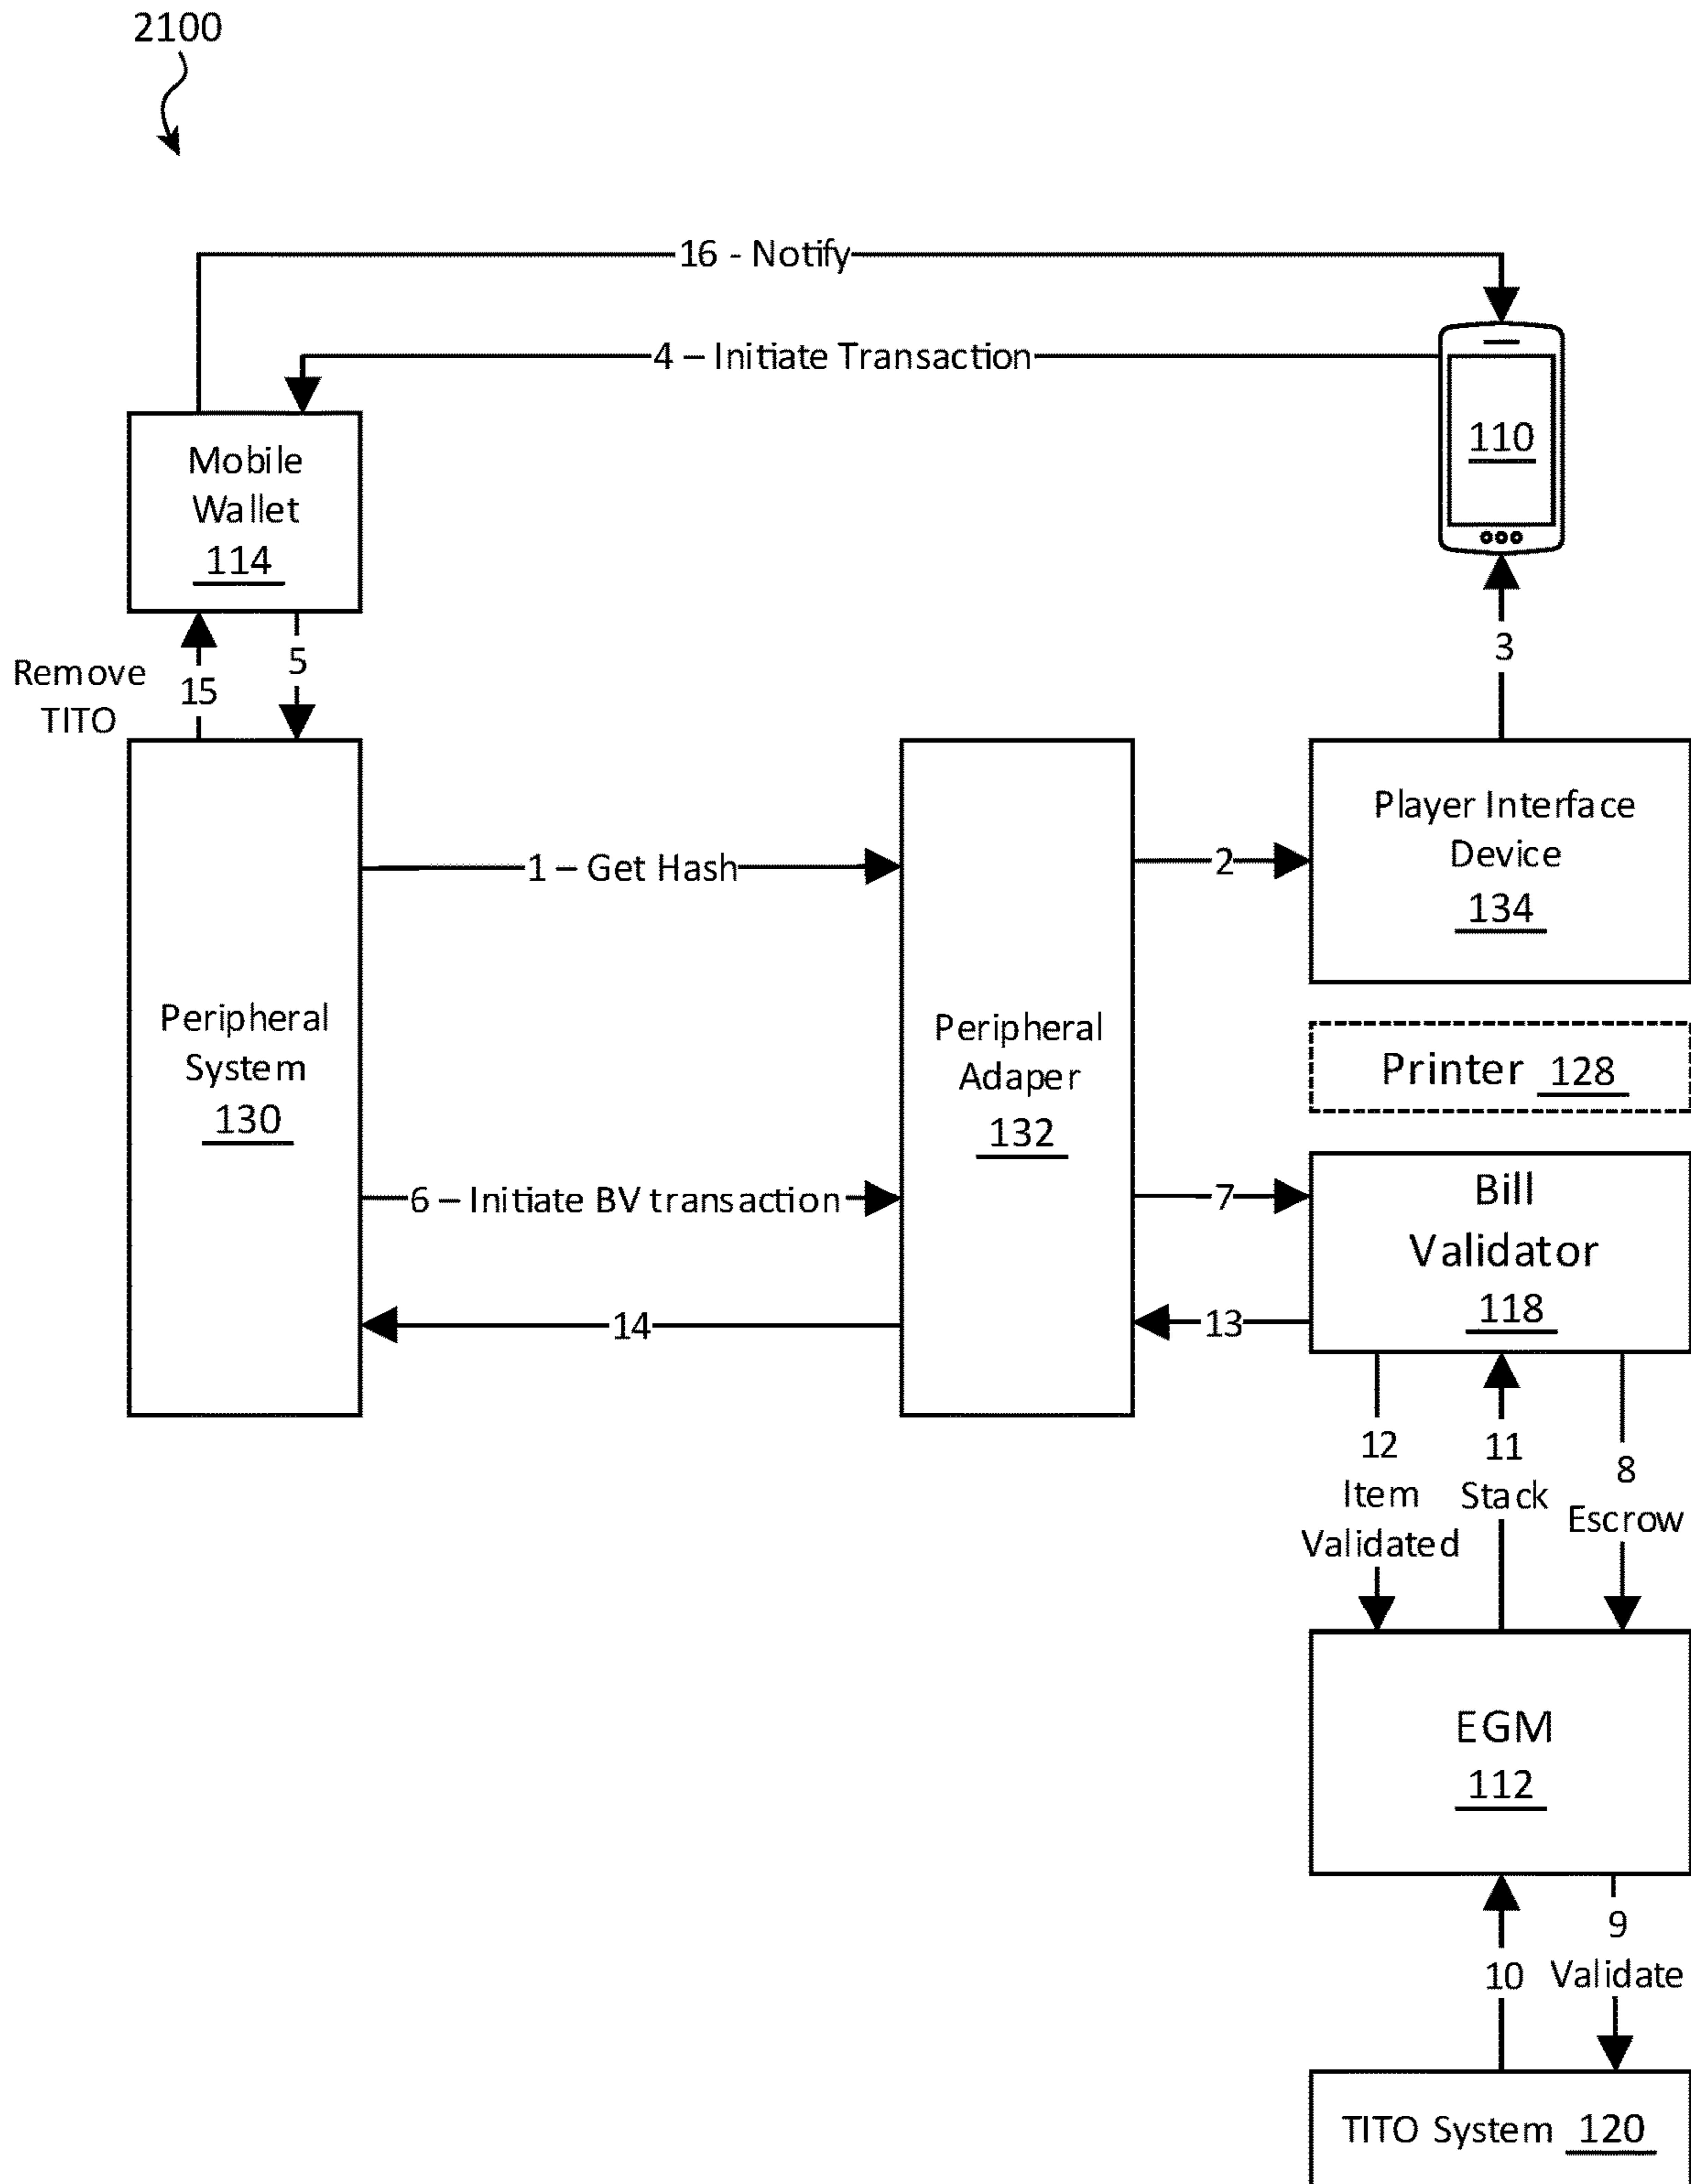 2100
16 - Notify
4 – Initiate Transaction
110
Mobile
Wallet
114
Remove
TITO
15
5
3
1 – Get Hash
2
Player Interface
Device
134
Peripheral
System
130
Peripheral
Adaper
132
Printer 128
6 – Initiate BV transaction
7
Bill
Validator
118
14
13
12
Item
Validated
11
Stack
8
Escrow
EGM
112
10
9
Validate
TITO System 120